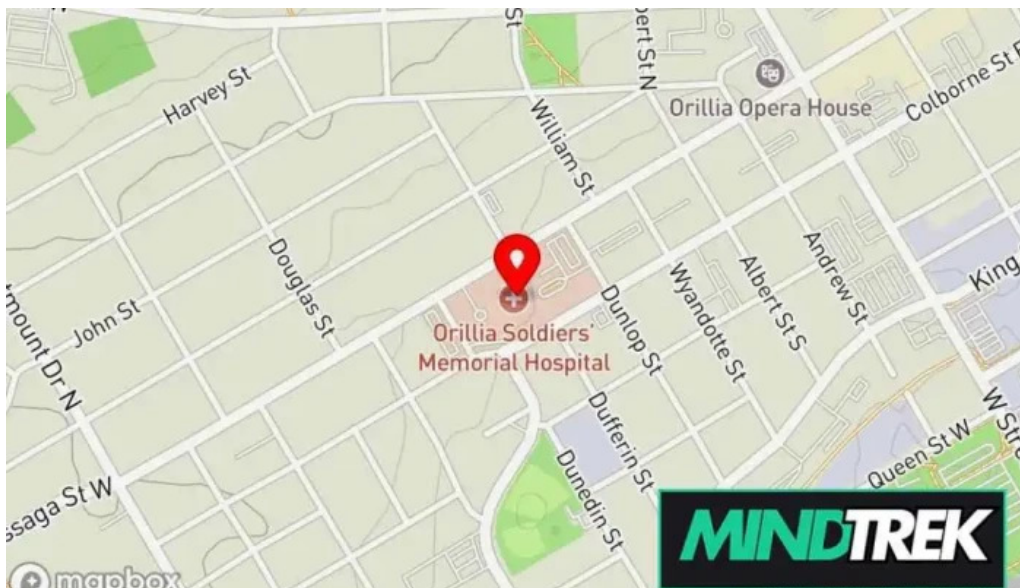 Harvey St
William St
Orillia Opera House
Colborne St
John St
Douglas St
Orillia Soldiers'
Memorial Hospital
Dunlop St
Wyandotte St
Albert St S
Andrew St
King
Dufferin St
Dunedin St
Queen St W
mapbox
MINDTREK